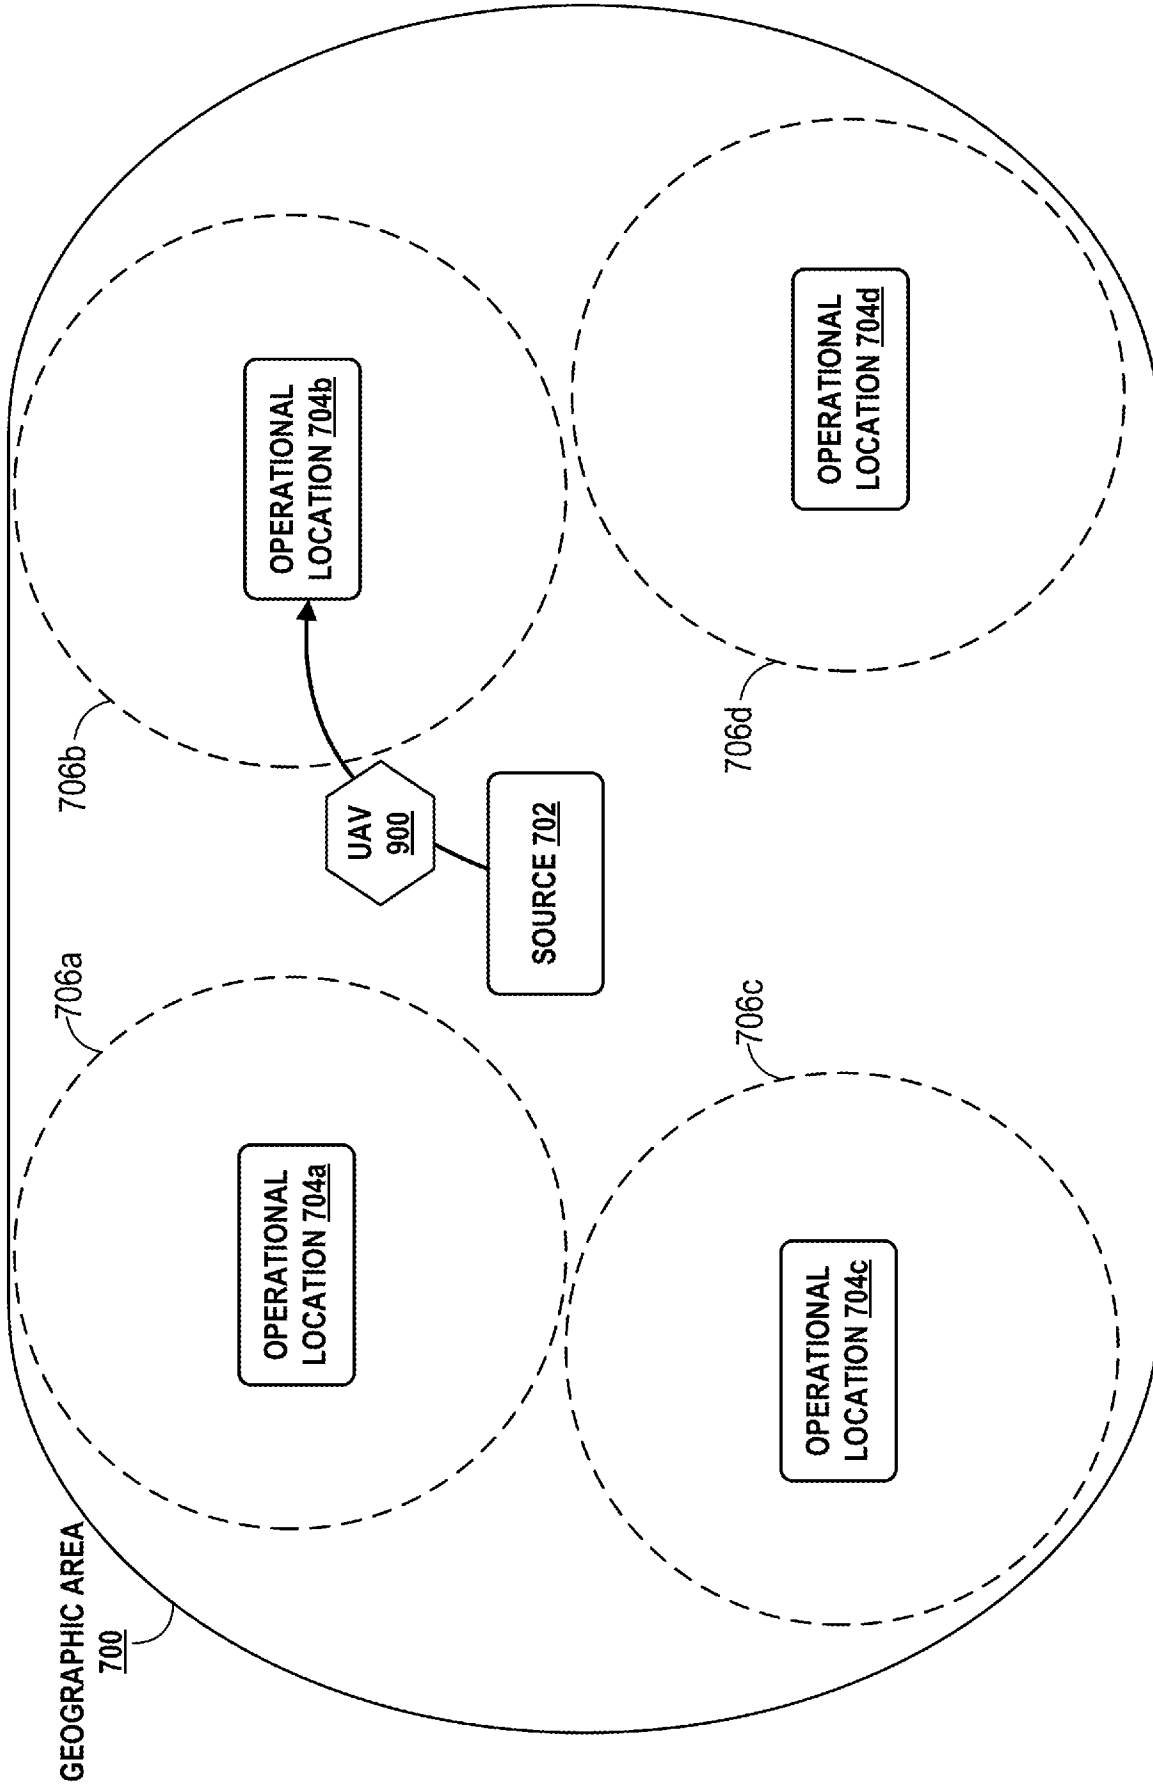 GEOGRAPHIC AREA
700
706a
706b
OPERATIONAL
LOCATION 704a
OPERATIONAL
LOCATION 704b
UAV
900
SOURCE 702
706c
706d
OPERATIONAL
LOCATION 704c
OPERATIONAL
LOCATION 704d